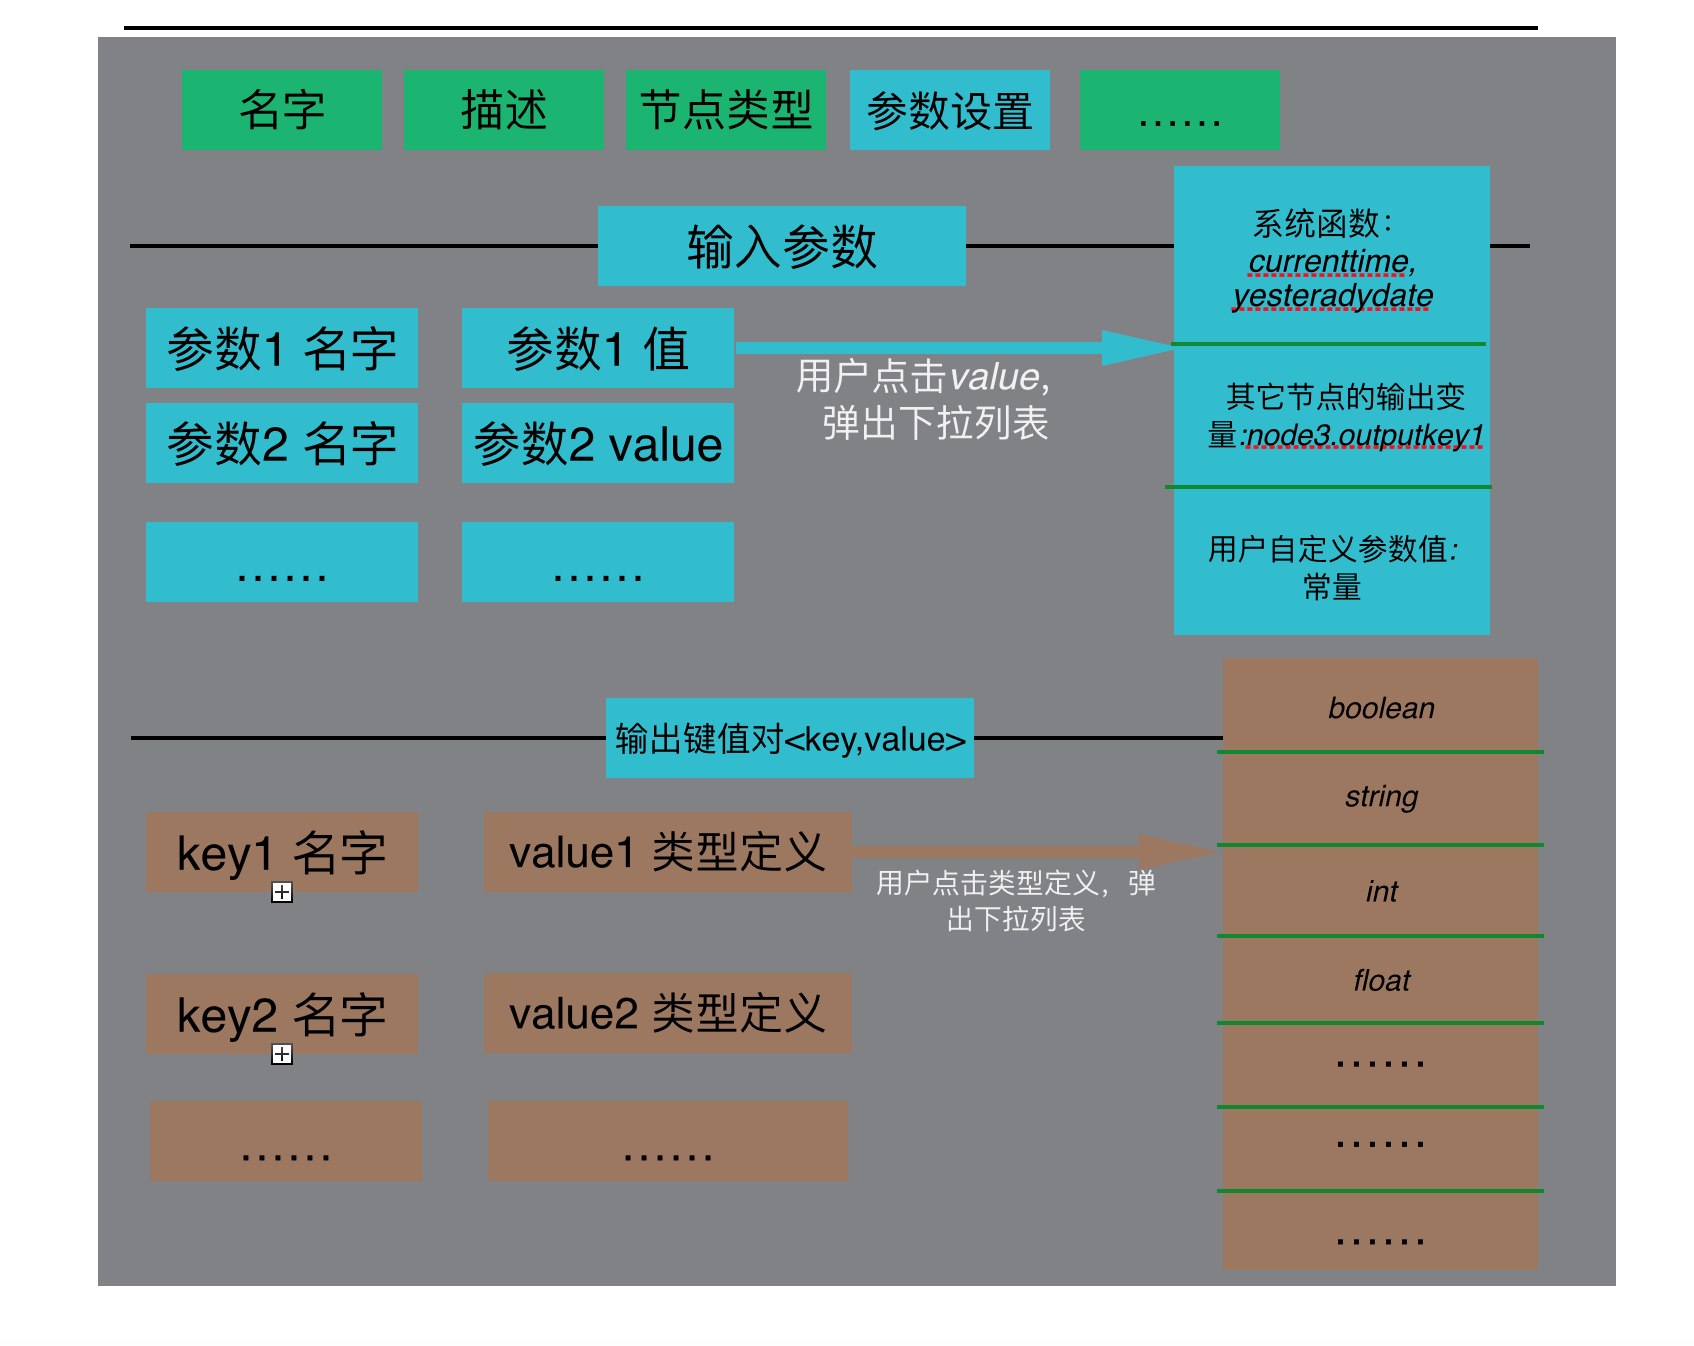 名字
描述
节点类型
参数设置
……
输入参数
系统函数：
currenttime,
yesteradydate
参数1 名字
参数1 值
用户点击value，
弹出下拉列表
参数2 名字
参数2 value
其它节点的输出变
量:node3.outputkey1
……
……
用户自定义参数值:
常量
输出键值对<key,value>
boolean
string
int
float
……
……
……
key1 名字
value1 类型定义
用户点击类型定义，弹
出下拉列表
key2 名字
value2 类型定义
……
……